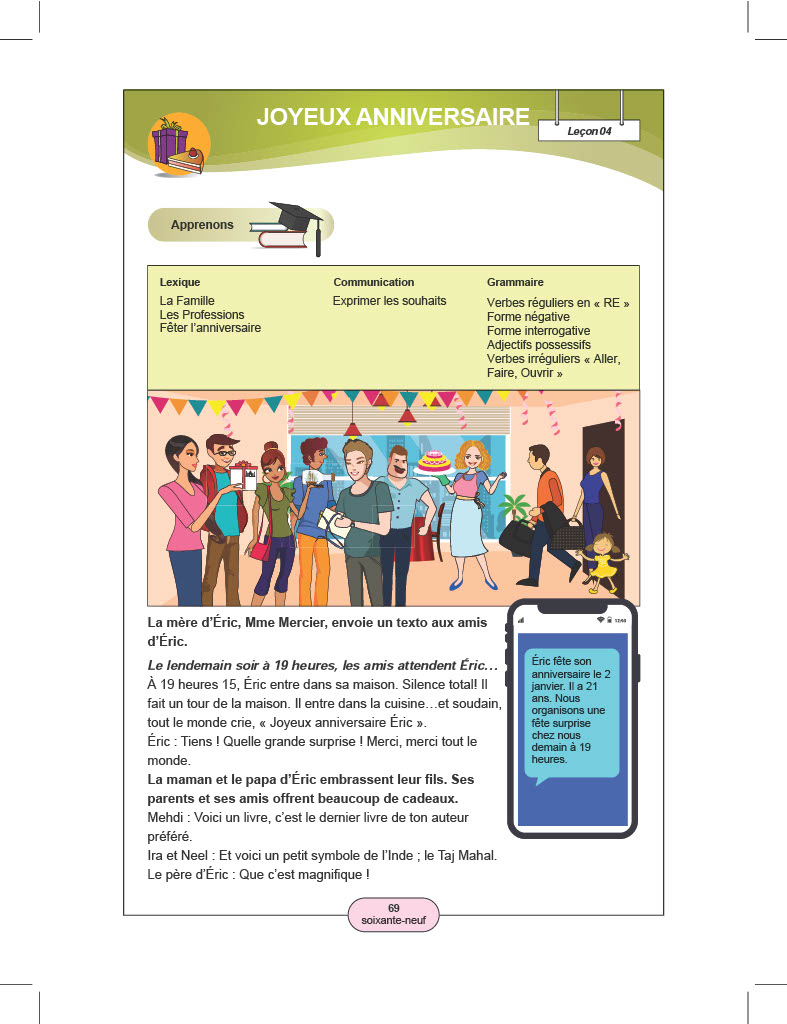 JOYEUX ANNIVERSAIRE
Leçon 04
Apprenons
Lexique
La Famille
Les Professions
Fêter l’anniversaire
Communication
Exprimer les souhaits
Grammaire
Verbes réguliers en « RE »
Forme négative
Forme interrogative
Adjectifs possessifs
Verbes irréguliers « Aller,
Faire, Ouvrir »
La mère d’Éric, Mme Mercier, envoie un texto aux amis
d’Éric.
Le lendemain soir à 19 heures, les amis attendent Éric…
À 19 heures 15, Éric entre dans sa maison. Silence total! Il
fait un tour de la maison. Il entre dans la cuisine…et soudain,
tout le monde crie, « Joyeux anniversaire Éric ».
Éric : Tiens ! Quelle grande surprise ! Merci, merci tout le
monde.
La maman et le papa d’Éric embrassent leur fils. Ses
parents et ses amis offrent beaucoup de cadeaux.
Mehdi : Voici un livre, c’est le dernier livre de ton auteur
préféré.
Ira et Neel : Et voici un petit symbole de l’Inde ; le Taj Mahal.
Le père d’Éric : Que c’est magnifique !
12:40
Éric fête son
anniversaire le 2
janvier. Il a 21
ans. Nous
organisons une
fête surprise
chez nous
demain à 19
heures.
69
soixante-neuf